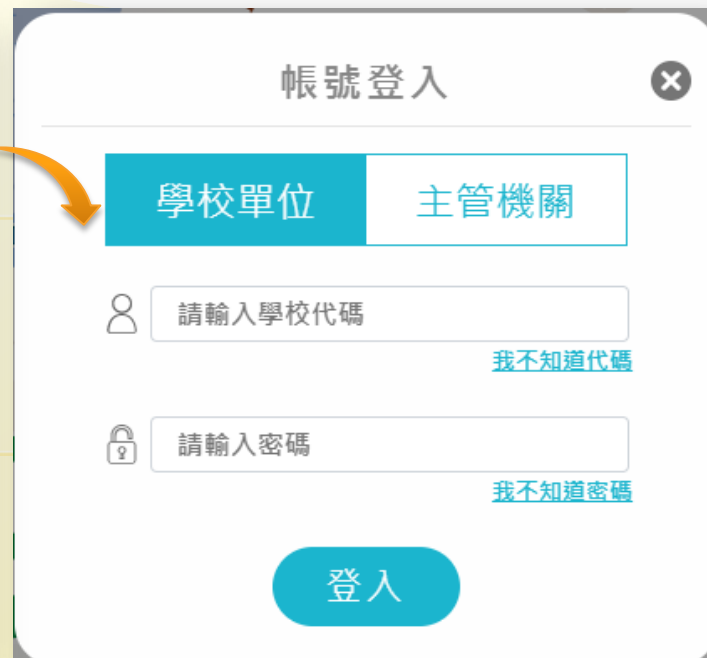 帳號登入
學校單位
主管機關
請輸入學校代碼
我不知道代碼
請輸入密碼
我不知道密碼
登入